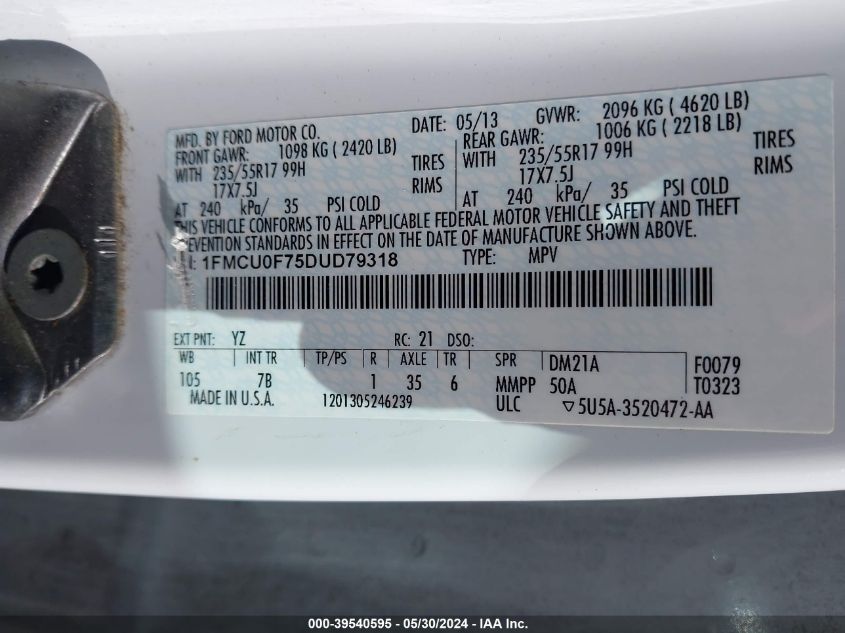 MFD. BY FORD MOTOR CO. DATE: 05/13 GVWR: 2096 KG ( 4620 LB)
FRONT GAWR: 1098 KG ( 2420 LB) REAR GAWR: 1006 KG ( 2218 LB)
WITH 235/55R17 99H TIRES WITH 235/55R17 99H TIRES
17X7.5J RIMS 17X7.5J RIMS
AT 240 kPa/ 35 PSI COLD AT 240 kPa/ 35 PSI COLD
THIS VEHICLE CONFORMS TO ALL APPLICABLE FEDERAL MOTOR VEHICLE SAFETY AND THEFT
EVENTION STANDARDS IN EFFECT ON THE DATE OF MANUFACTURE SHOWN ABOVE.
: 1FMCU0F75DUD79318 TYPE: MPV
EXT PNT: YZ RC: 21 DSO:
WB INT TR TP/PS R AXLE TR SPR DM21A F0079
105 7B 1 35 6 MMPP 50A T0323
MADE IN U.S.A. 1201305246239 ULC ▽5U5A-3520472-AA
000-39540595 - 05/30/2024 - IAA Inc.